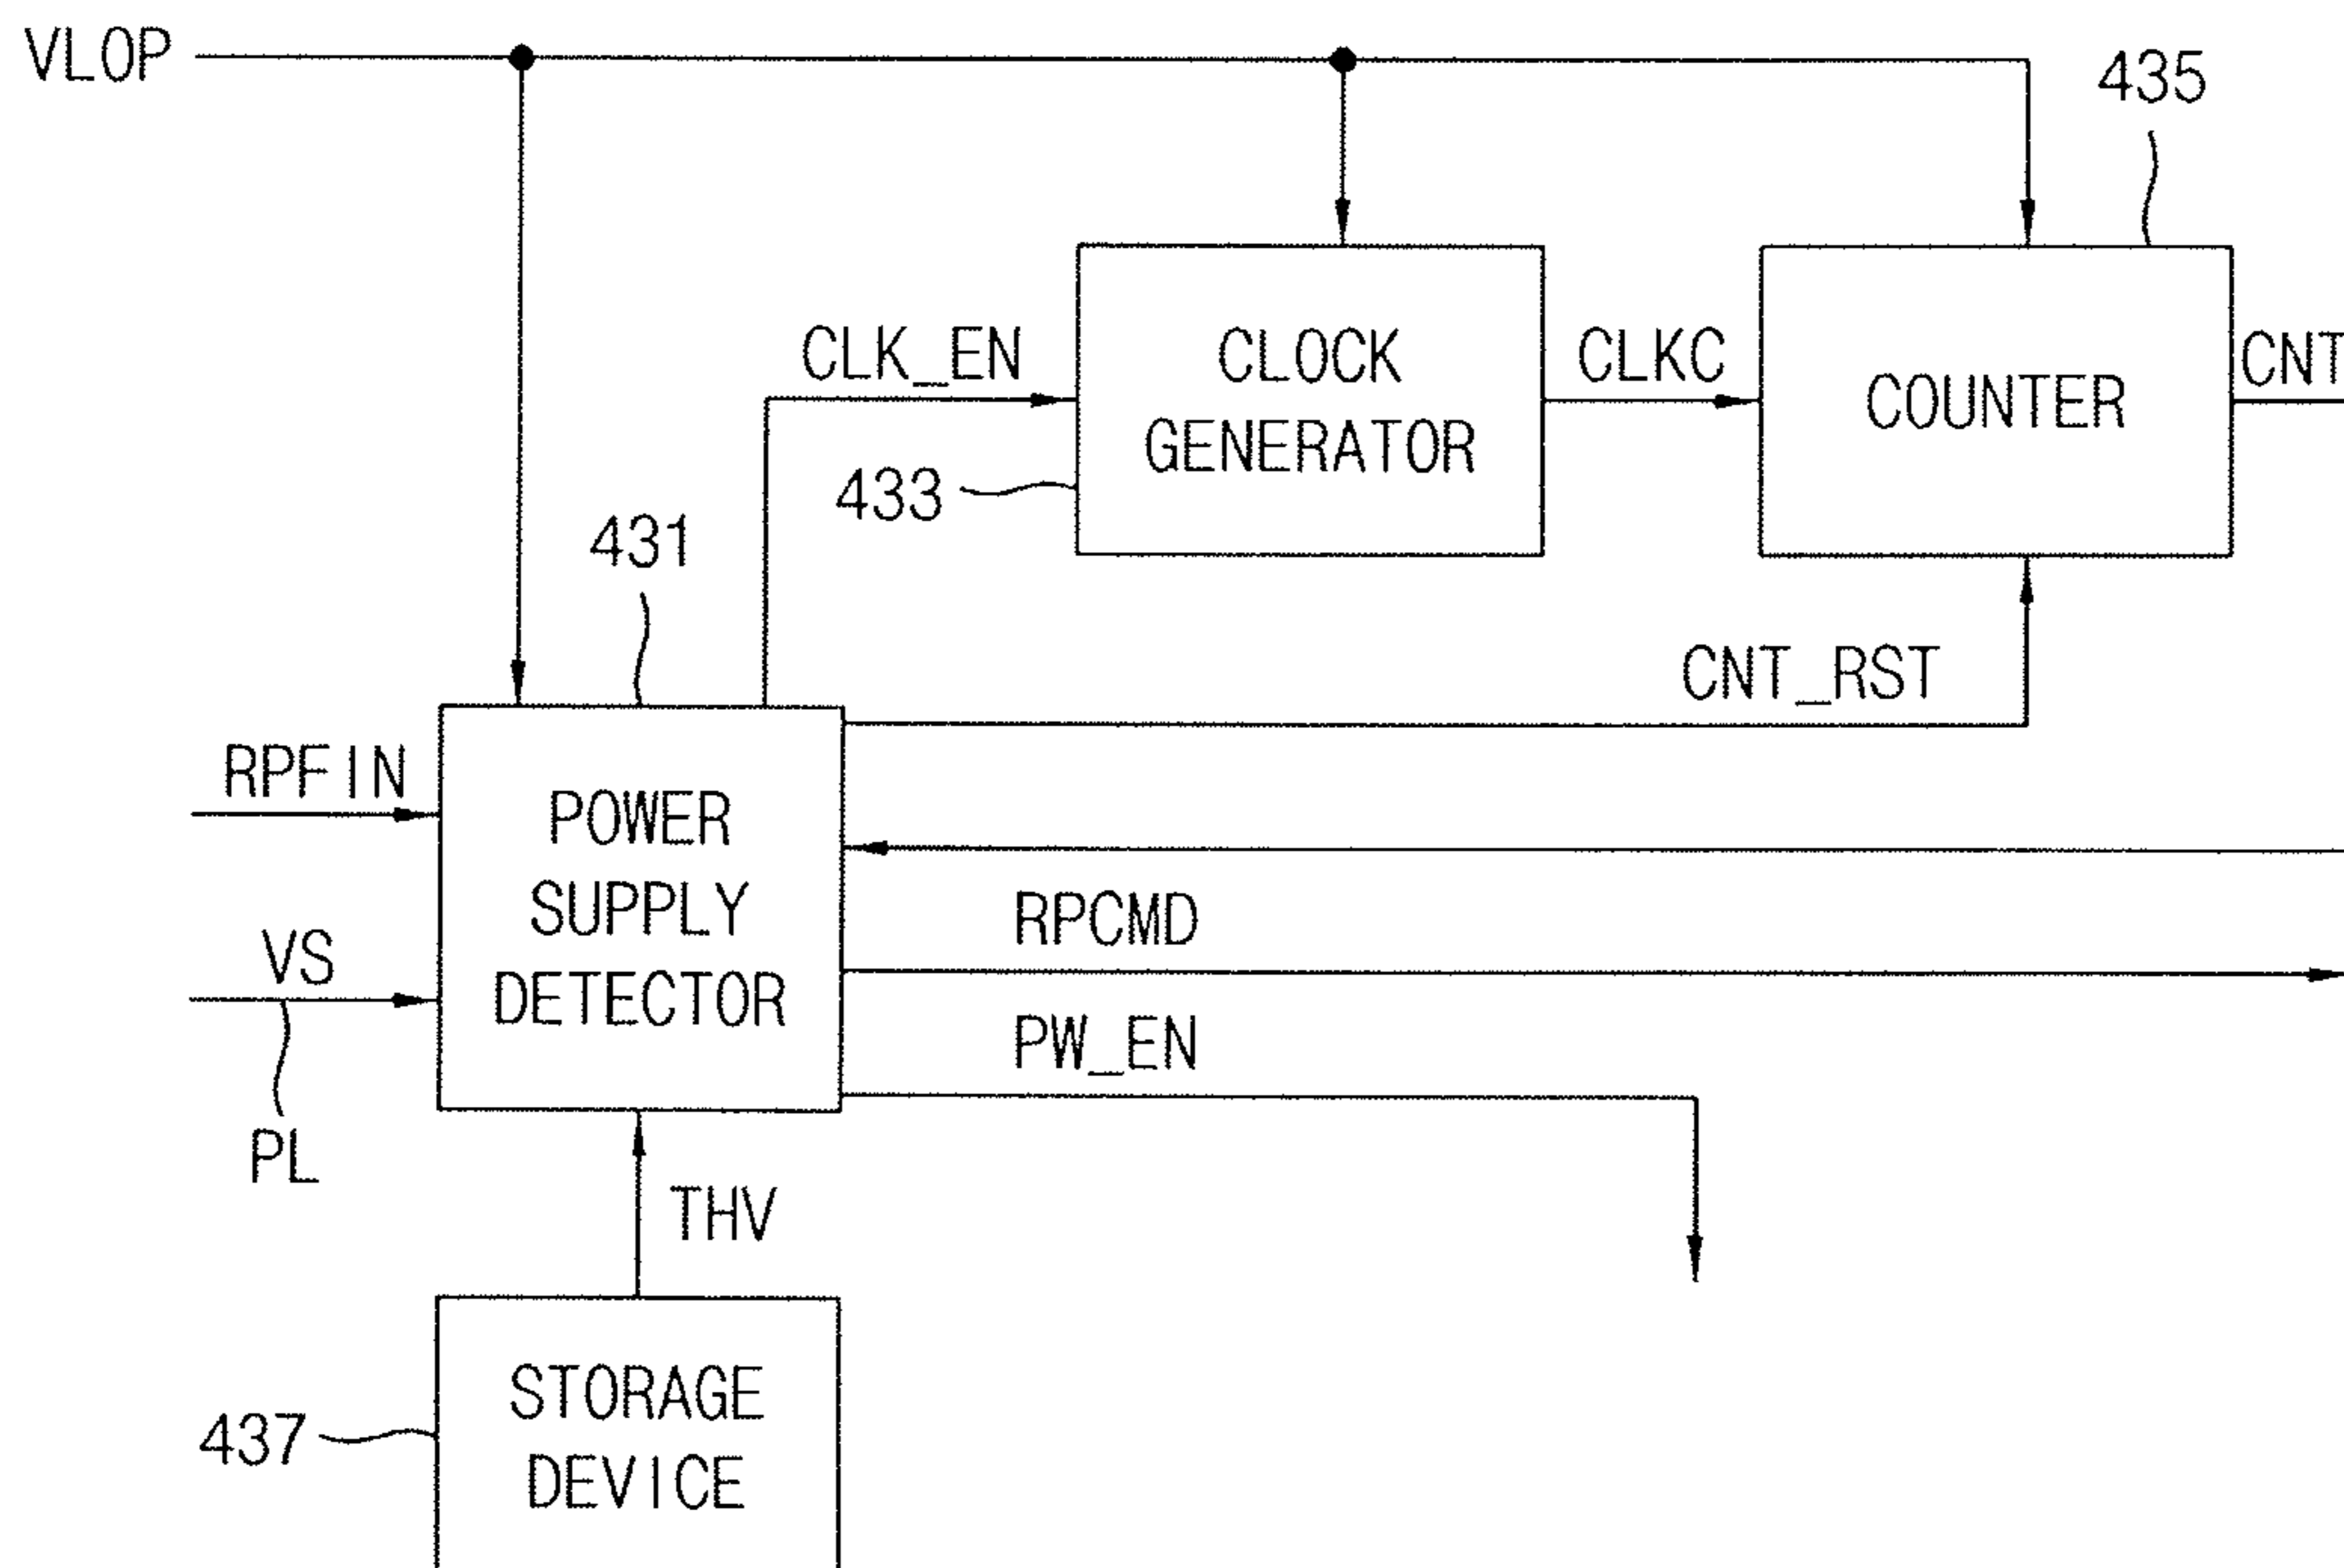 VLOP
435
CLK_EN
CLOCK
GENERATOR
CLKC
COUNTER
CNT
433
431
CNT_RST
RPFIN
POWER
SUPPLY
DETECTOR
RPCMD
VS
PW_EN
PL
THV
STORAGE
DEVICE
437